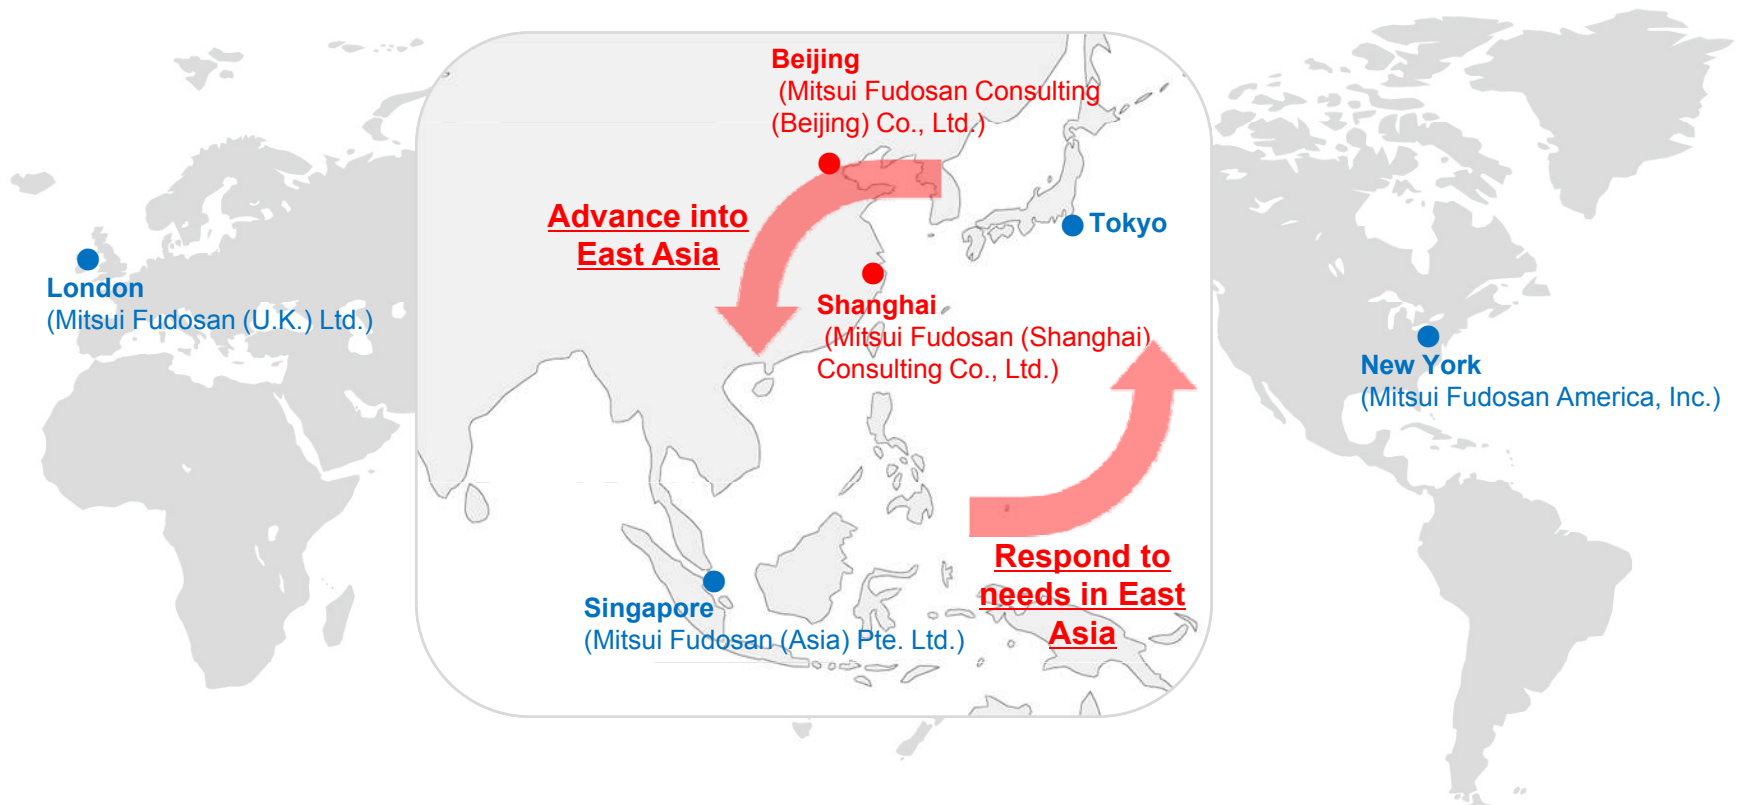 Beijing
(Mitsui Fudosan Consulting
(Beijing) Co., Ltd.)
Advance into
East Asia
Tokyo
London
(Mitsui Fudosan (U.K.) Ltd.)
Shanghai
(Mitsui Fudosan (Shanghai)
Consulting Co., Ltd.)
New York
(Mitsui Fudosan America, Inc.)
Respond to
needs in East
Asia
Singapore
(Mitsui Fudosan (Asia) Pte. Ltd.)